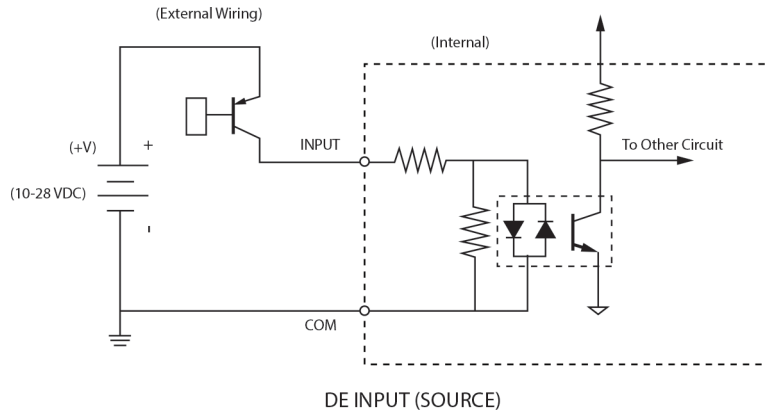 (External Wiring)
(Internal)
(+V)
+
INPUT
To Other Circuit
(10-28 VDC)
-
COM
DE INPUT (SOURCE)